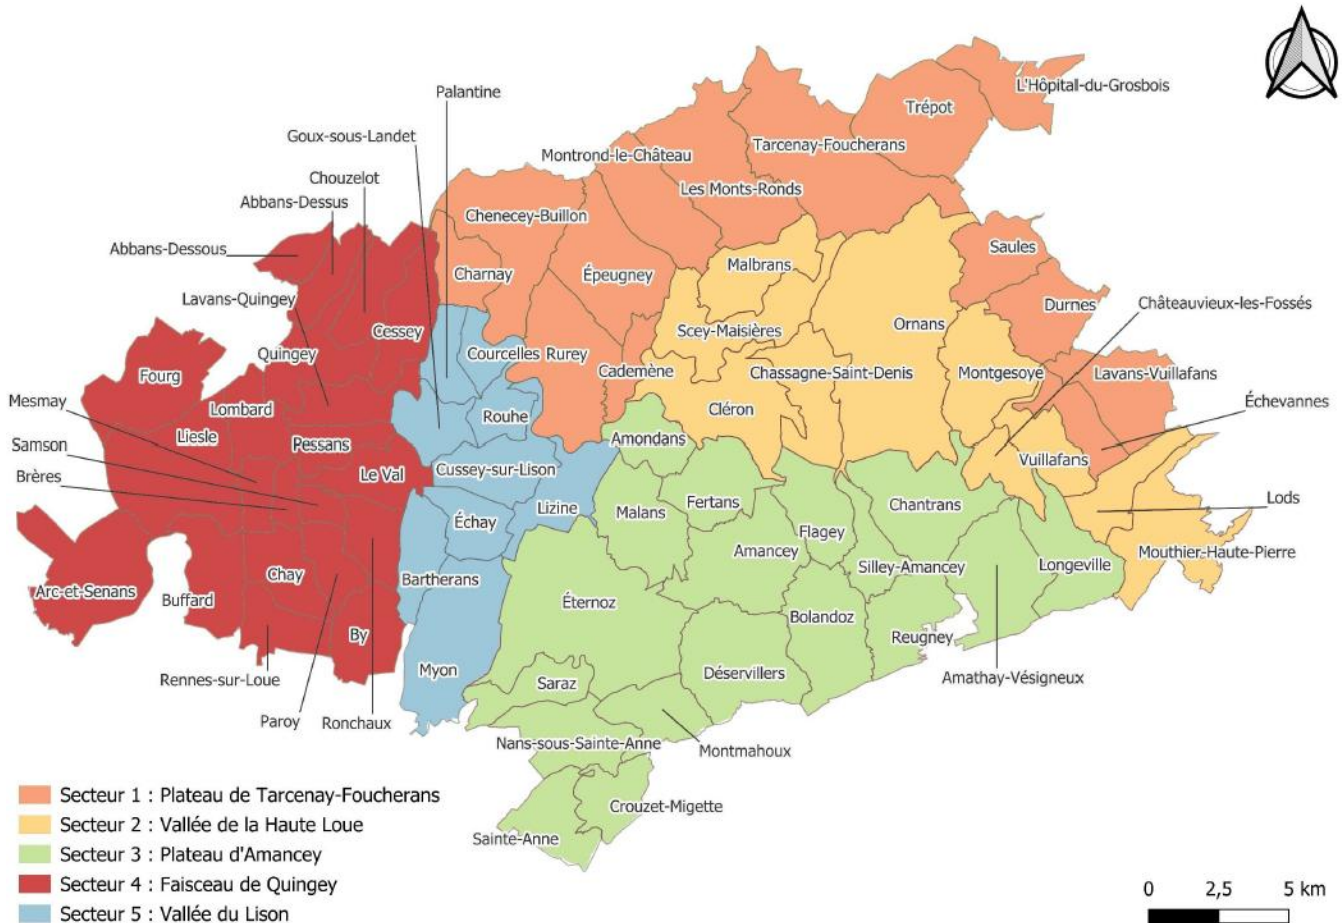 L'Hôpital-du-Grosbois
Palantine
Trépot
Goux-sous-Landet
Tarcenay-Foucherans
Montrond-le-Château
Chouzelot
Les Monts-Ronds
Abbans-Dessus
Chenecey-Buillon
Abbans-Dessous
Saules
Malbrans
Charnay
Épeugney
Lavans-Quingey
Durnes
Châteauvieux-les-Fossés
Cessey
Scey-Maisières
Ornans
Quingey
Courcelles
Rurey
Cademène
Chassagne-Saint-Denis
Montgesoye
Lavans-Vuillafans
Fourg
Mesmay
Lombard
Cléron
Échevannes
Rouhe
Liesle
Pessans
Amondans
Samson
Vuillafans
Brères
Le Val
Cussey-sur-Lison
Lizine
Fertans
Chantrans
Lods
Malans
Échay
Flagey
Amancey
Mouthier-Haute-Pierre
Silley-Amancey
Longeville
Chay
Bartherans
Arc-et-Senans
Buffard
Éternoz
Bolandoz
By
Reugney
Myon
Rennes-sur-Loue
Saraz
Déservillers
Amathay-Vésigneux
Paroy
Ronchaux
Nans-sous-Sainte-Anne
Montmahoux
Crouzet-Migette
Sainte-Anne
Secteur 1 : Plateau de Tarcenay-Foucherans
Secteur 2 : Vallée de la Haute Loue
Secteur 3 : Plateau d'Amancey
Secteur 4 : Faisceau de Quingey
Secteur 5 : Vallée du Lison
0 2,5 5 km